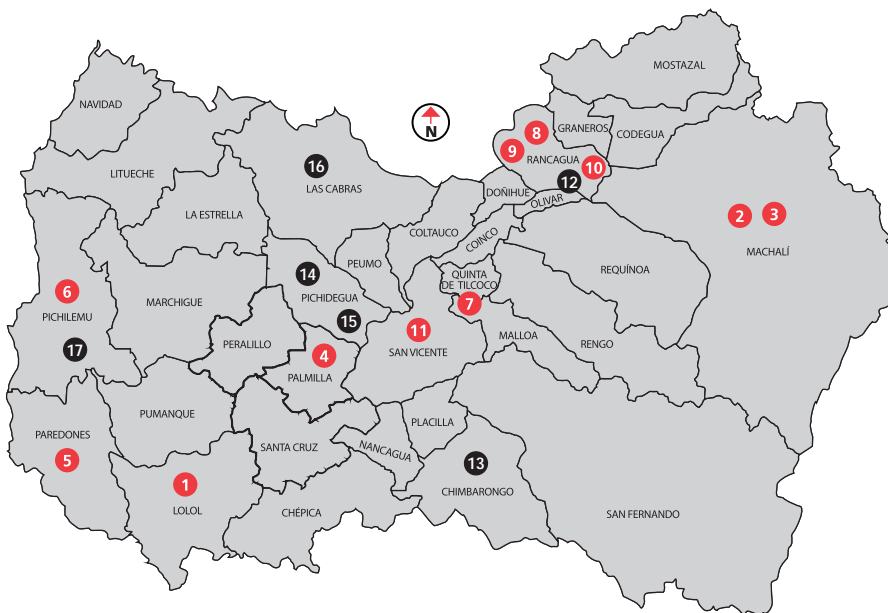 MOSTAZAL
NAVIDAD
N
8
GRANEROS
CODEGUA
9
RANCAGUA
10
16
LAS CABRAS
LITUECHE
12
DOÑIHUE
OLIVAR
LA ESTRELLA
COLTAUCO
COINCO
2
3
MACHALÍ
PEUMO
14
PICHIDEGUA
QUINTA
DE TILCOCO
REQUÍNOA
6
PICHILEMU
MARCHIGUE
7
15
11
SAN VICENTE
MALLOA
RENGO
17
PERALILLO
4
PALMILLA
PUMANQUE
PLACILLA
PAREDONES
5
SANTA CRUZ
NANCAGUA
13
CHIMBARONGO
1
LOLOL
CHÉPICA
SAN FERNANDO